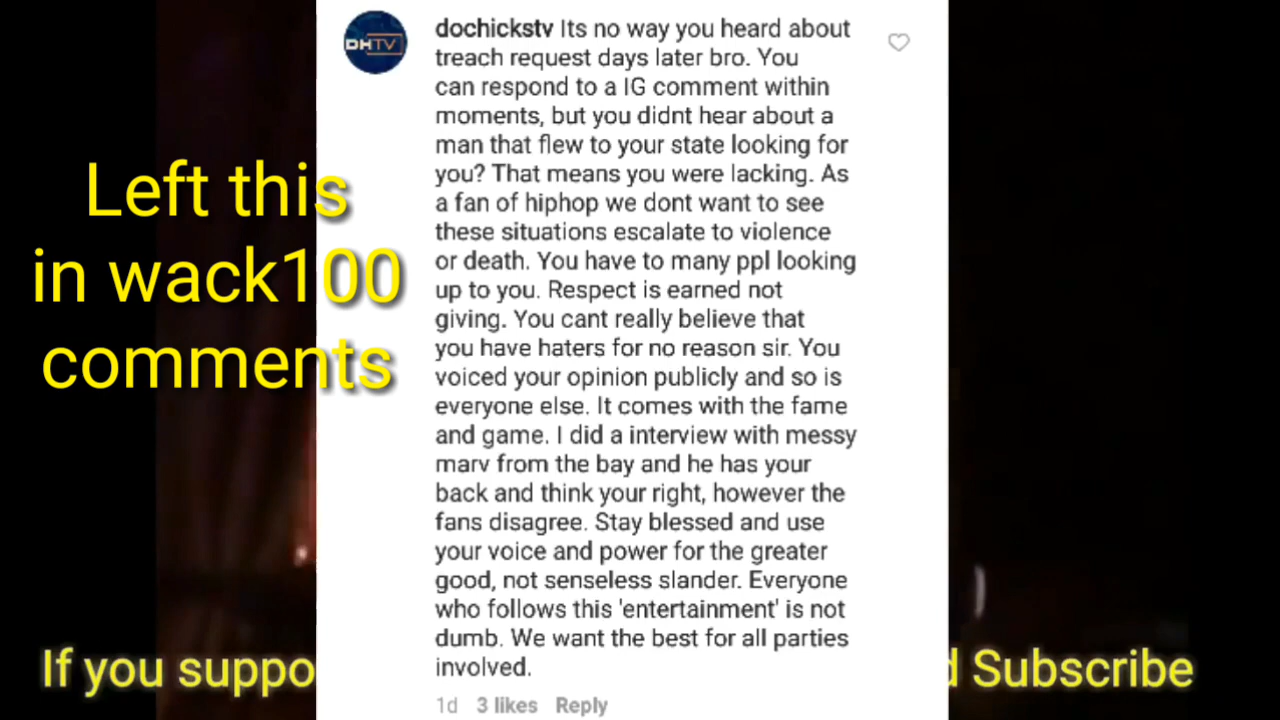 DHTV
dochickstv Its no way you heard about
treach request days later bro. You
can respond to a IG comment within
moments, but you didnt hear about a
man that flew to your state looking for
you? That means you were lacking. As
a fan of hiphop we dont want to see
these situations escalate to violence
or death. You have to many ppl looking
up to you. Respect is earned not
giving. You cant really believe that
you have haters for no reason sir. You
voiced your opinion publicly and so is
everyone else. It comes with the fame
and game. I did a interview with messy
marv from the bay and he has your
back and think your right, however the
fans disagree. Stay blessed and use
your voice and power for the greater
good, not senseless slander. Everyone
who follows this 'entertainment' is not
dumb. We want the best for all parties
involved.
1d 3 likes Reply
Left this
in wack100
comments
If you suppo
d Subscribe